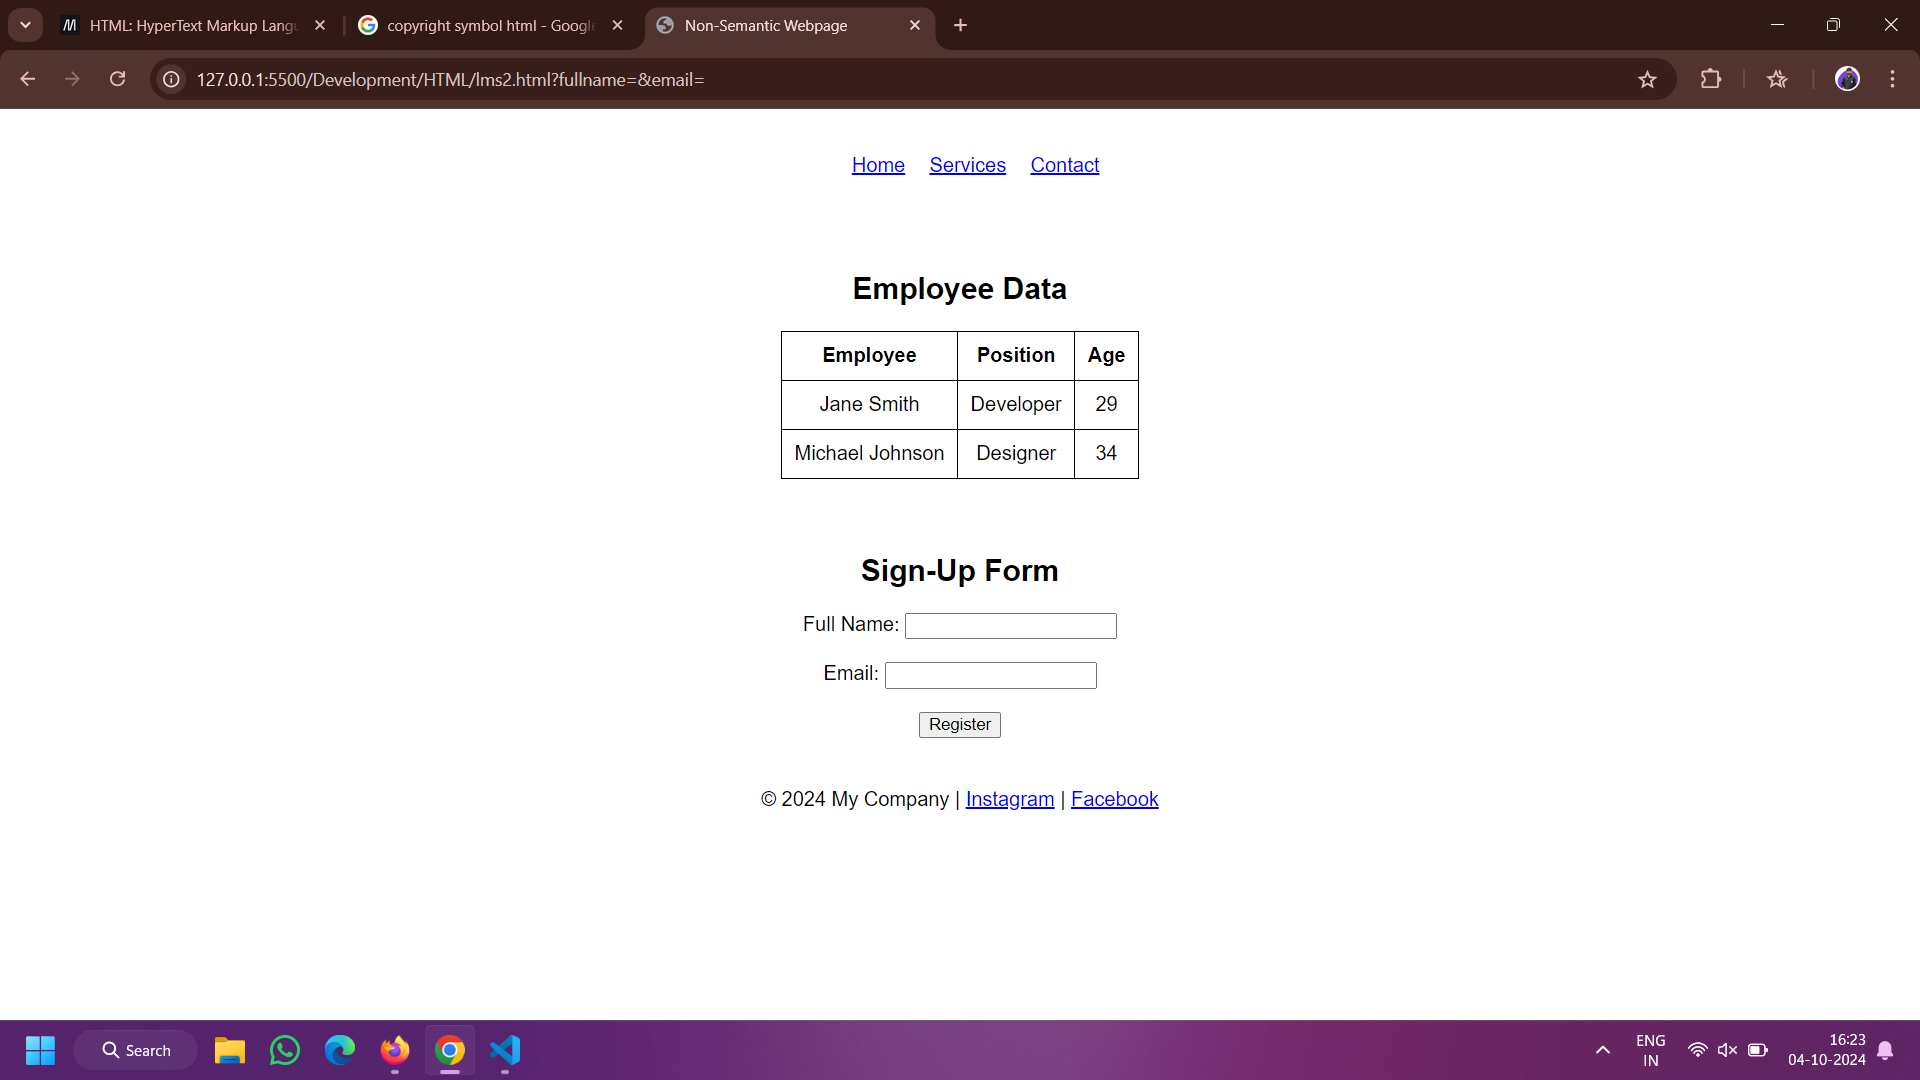 HTML: HyperText Markup Langu
copyright symbol html - Google
Non-Semantic Webpage
127.0.0.1:5500/Development/HTML/lms2.html?fullname=&email=
Home Services Contact
Employee Data
Employee Position Age
Jane Smith Developer 29
Michael Johnson Designer 34
Sign-Up Form
Full Name:
Email:
Register
© 2024 My Company | Instagram | Facebook
Search
ENG
IN
16:23
04-10-2024